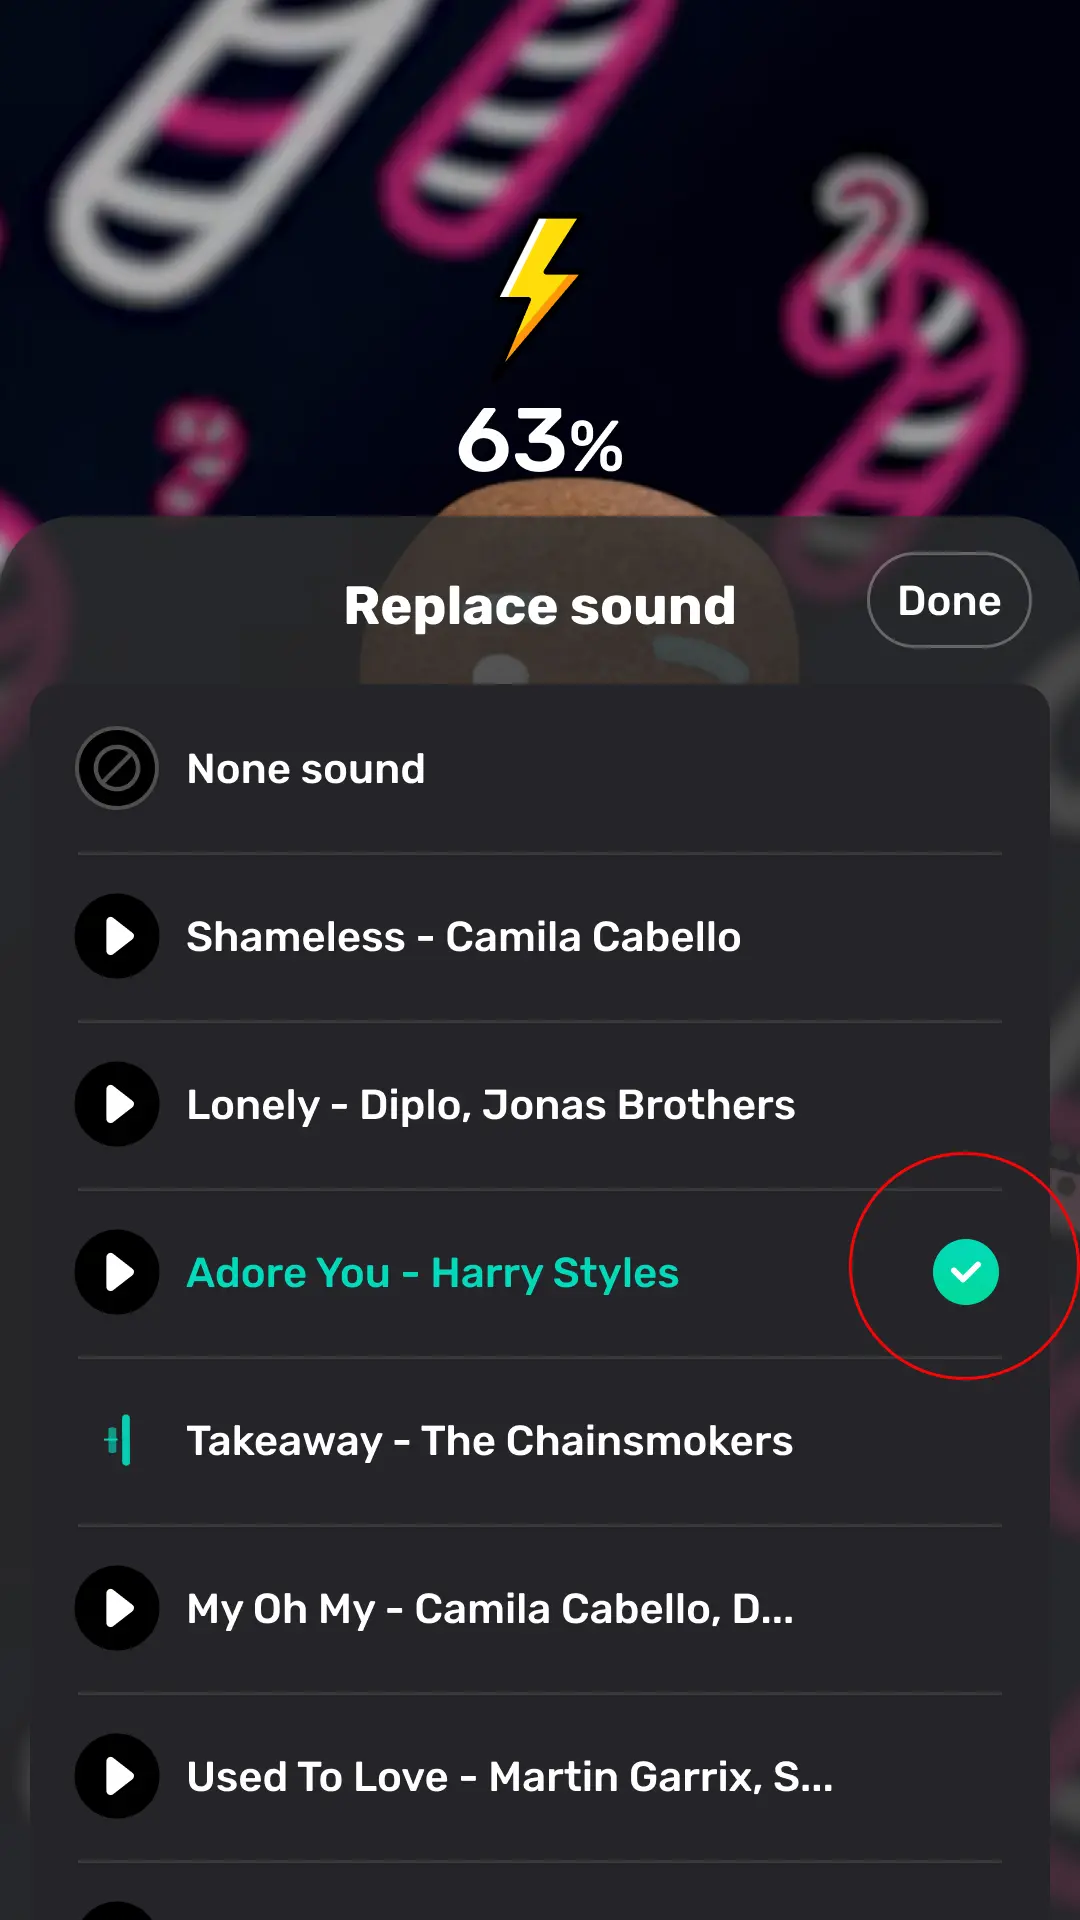 63%
Replace sound
Done
None sound
Shameless - Camila Cabello
Lonely - Diplo, Jonas Brothers
Adore You - Harry Styles
Takeaway - The Chainsmokers
My Oh My - Camila Cabello, D...
Used To Love - Martin Garrix, S...